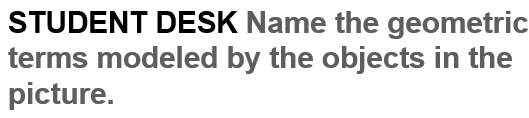 STUDENT DESK Name the geometric
terms modeled by the objects in the
picture.